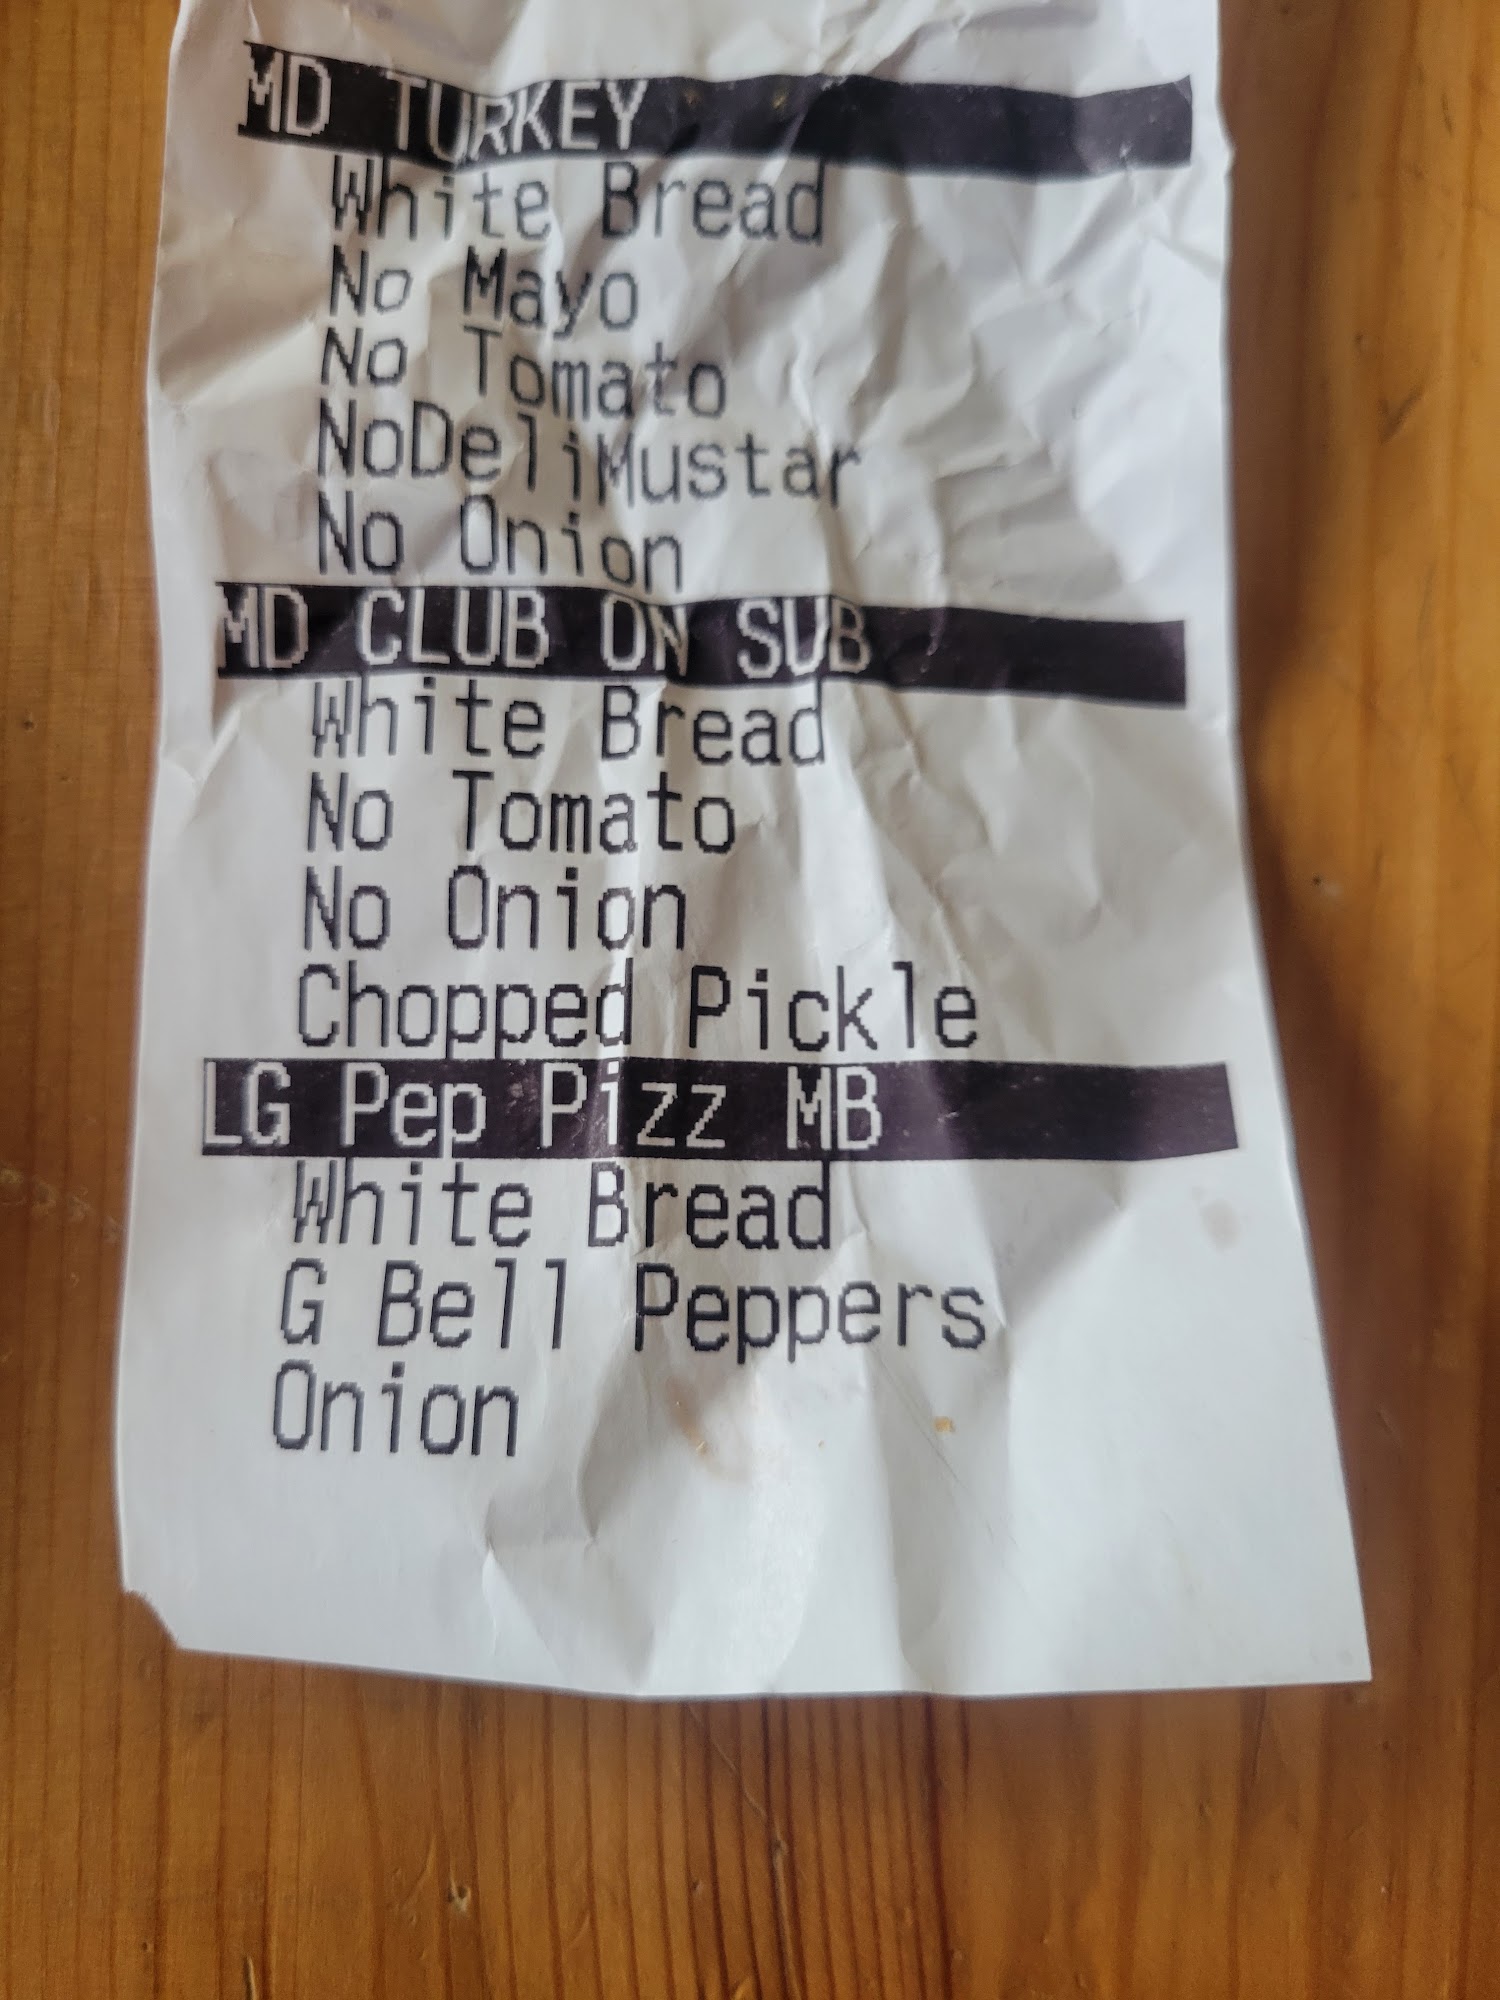 MD TURKEY
White Bread
No Mayo
No Tomato
NoDeliMustar
No Onion
MD CLUB ON SUB
White Bread
No Tomato
No Onion
Chopped Pickle
LG Pep Pizz MB
White Bread
G Bell Peppers
Onion